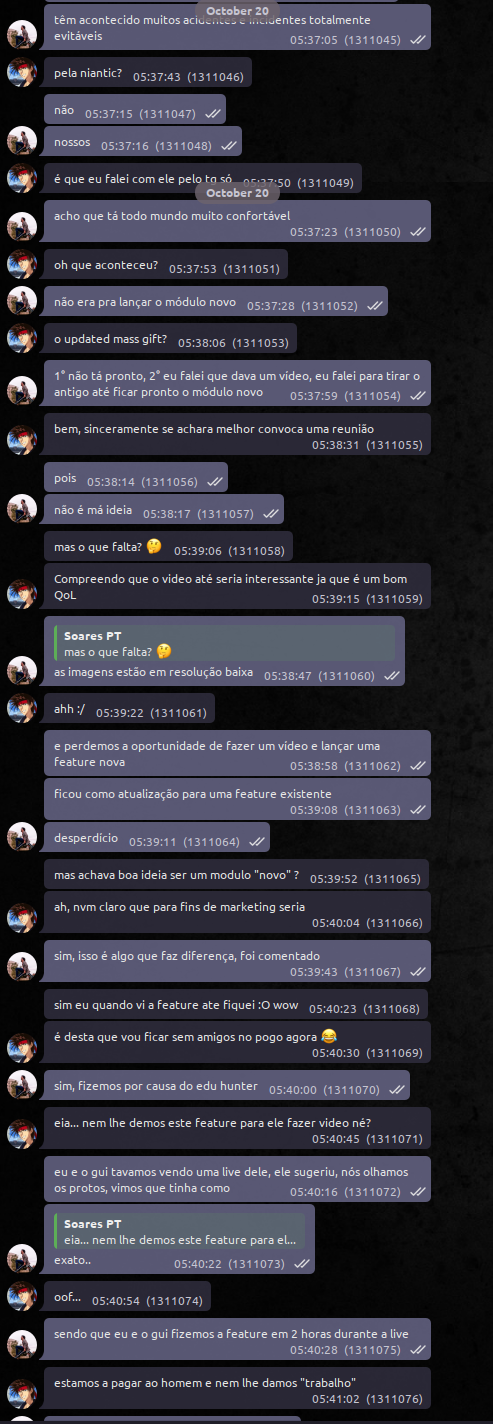 October 20
têm acontecido muitos acidentes e incidentes totalmente
evitáveis
05:37:05 (1311045)
pela niantic? 05:37:43 (1311046)
não 05:37:15 (1311047)
nossos 05:37:16 (1311048)
é que eu falei com ele pelo tg só 05:37:50 (1311049)
October 20
acho que tá todo mundo muito confortável
05:37:23 (1311050)
oh que aconteceu? 05:37:53 (1311051)
não era pra lançar o módulo novo 05:37:28 (1311052)
o updated mass gift? 05:38:06 (1311053)
1° não tá pronto, 2° eu falei que dava um vídeo, eu falei para tirar o
antigo até ficar pronto o módulo novo 05:37:59 (1311054)
bem, sinceramente se achara melhor convoca uma reunião
05:38:31 (1311055)
pois 05:38:14 (1311056)
não é má ideia 05:38:17 (1311057)
mas o que falta? 🤔 05:39:06 (1311058)
Compreendo que o video até seria interessante ja que é um bom
QoL 05:39:15 (1311059)
Soares PT
mas o que falta? 🤔
as imagens estão em resolução baixa 05:38:47 (1311060)
ahh :/ 05:39:22 (1311061)
e perdemos a oportunidade de fazer um vídeo e lançar uma
feature nova 05:38:58 (1311062)
ficou como atualização para uma feature existente
05:39:08 (1311063)
desperdício 05:39:11 (1311064)
mas achava boa ideia ser um modulo "novo" ? 05:39:52 (1311065)
ah, nvm claro que para fins de marketing seria
05:40:04 (1311066)
sim, isso é algo que faz diferença, foi comentado
05:39:43 (1311067)
sim eu quando vi a feature ate fiquei :O wow 05:40:23 (1311068)
é desta que vou ficar sem amigos no pogo agora 😂
05:40:30 (1311069)
sim, fizemos por causa do edu hunter 05:40:00 (1311070)
eia... nem lhe demos este feature para ele fazer video né?
05:40:45 (1311071)
eu e o gui tavamos vendo uma live dele, ele sugeriu, nós olhamos
os protos, vimos que tinha como 05:40:16 (1311072)
Soares PT
eia... nem lhe demos este feature para el...
exato.. 05:40:22 (1311073)
oof... 05:40:54 (1311074)
sendo que eu e o gui fizemos a feature em 2 horas durante a live
05:40:28 (1311075)
estamos a pagar ao homem e nem lhe damos "trabalho"
05:41:02 (1311076)